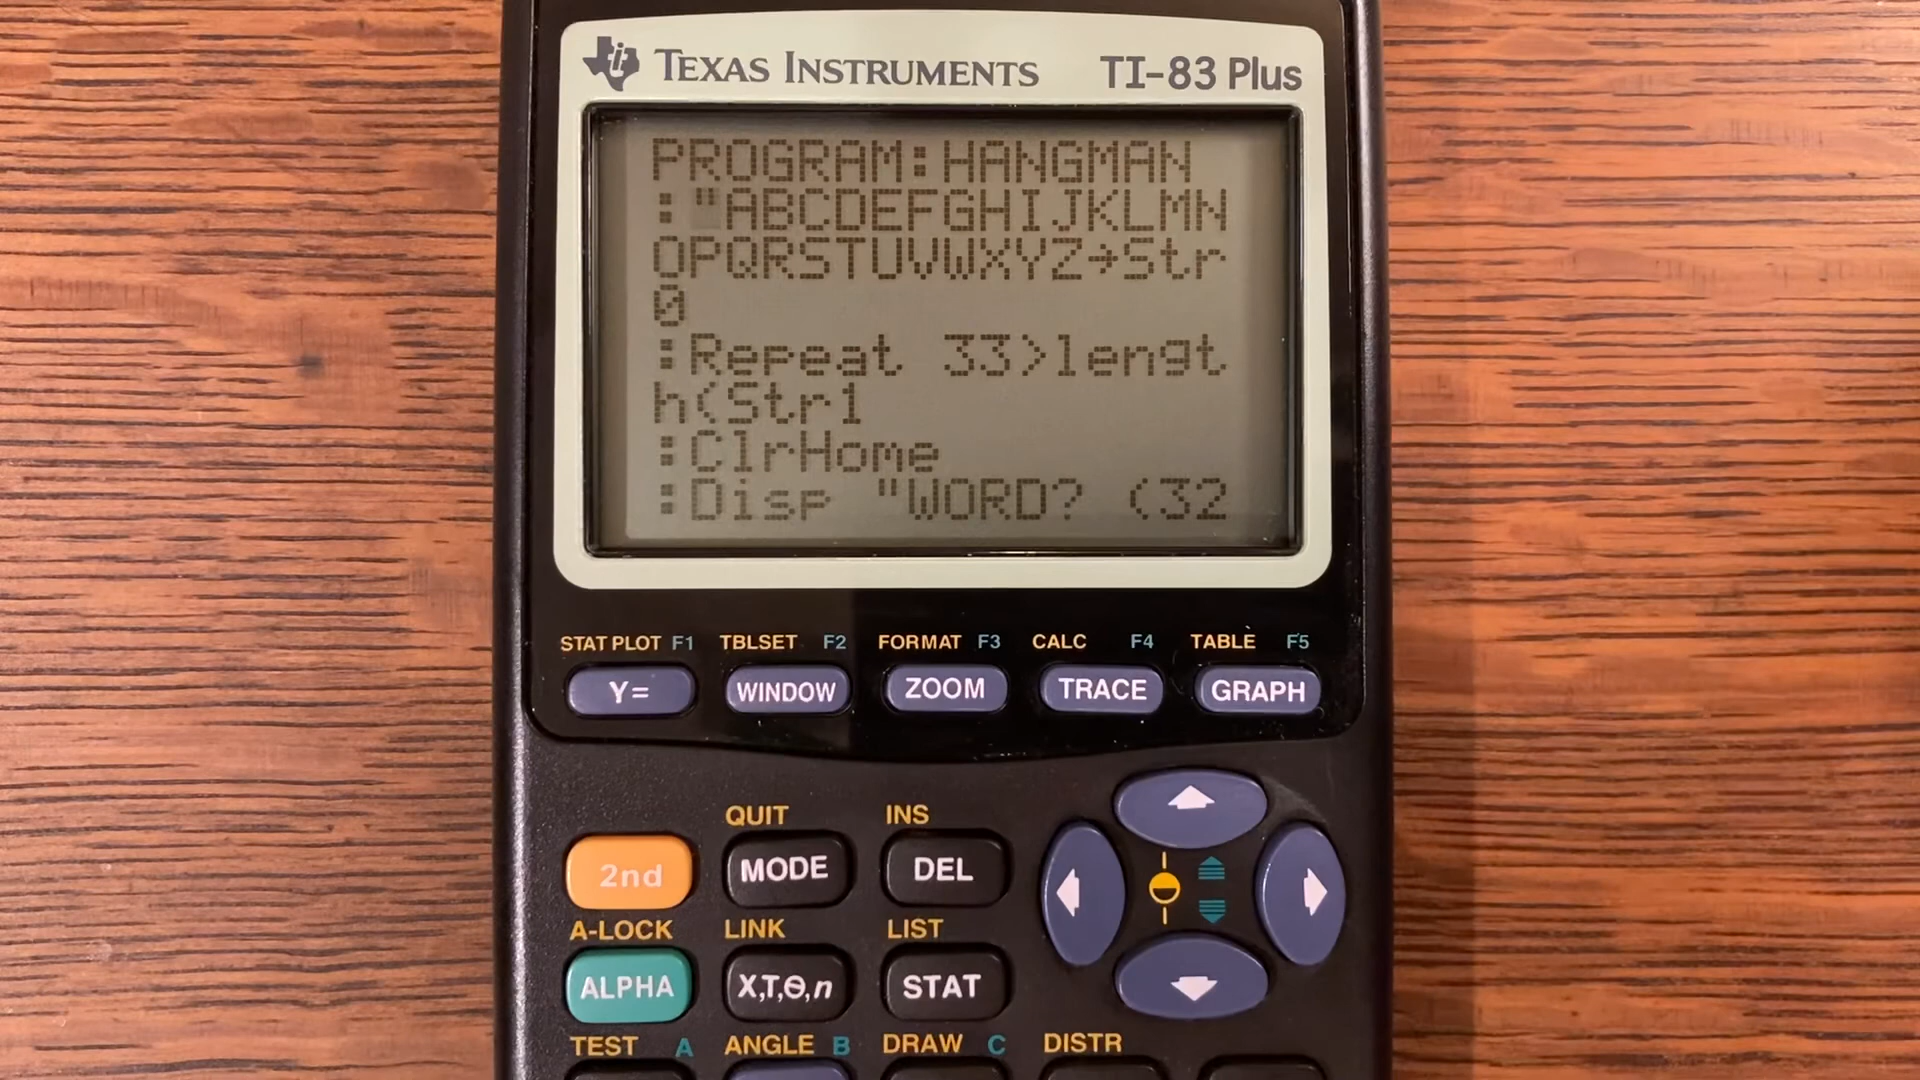 TEXAS INSTRUMENTS TI-83 Plus
PROGRAM:HANGMAN
:"ABCDEFGHIJKLMN
OPQRSTUVWXYZ→Str
0
:Repeat 33>lengt
h(Str1
:ClrHome
:Disp "WORD? (32
STAT PLOT F1 TBLSET F2 FORMAT F3 CALC F4 TABLE F5
Y= WINDOW ZOOM TRACE GRAPH
QUIT INS
2nd MODE DEL
A-LOCK LINK LIST
ALPHA X,T,Θ,n STAT
TEST A ANGLE B DRAW C DISTR